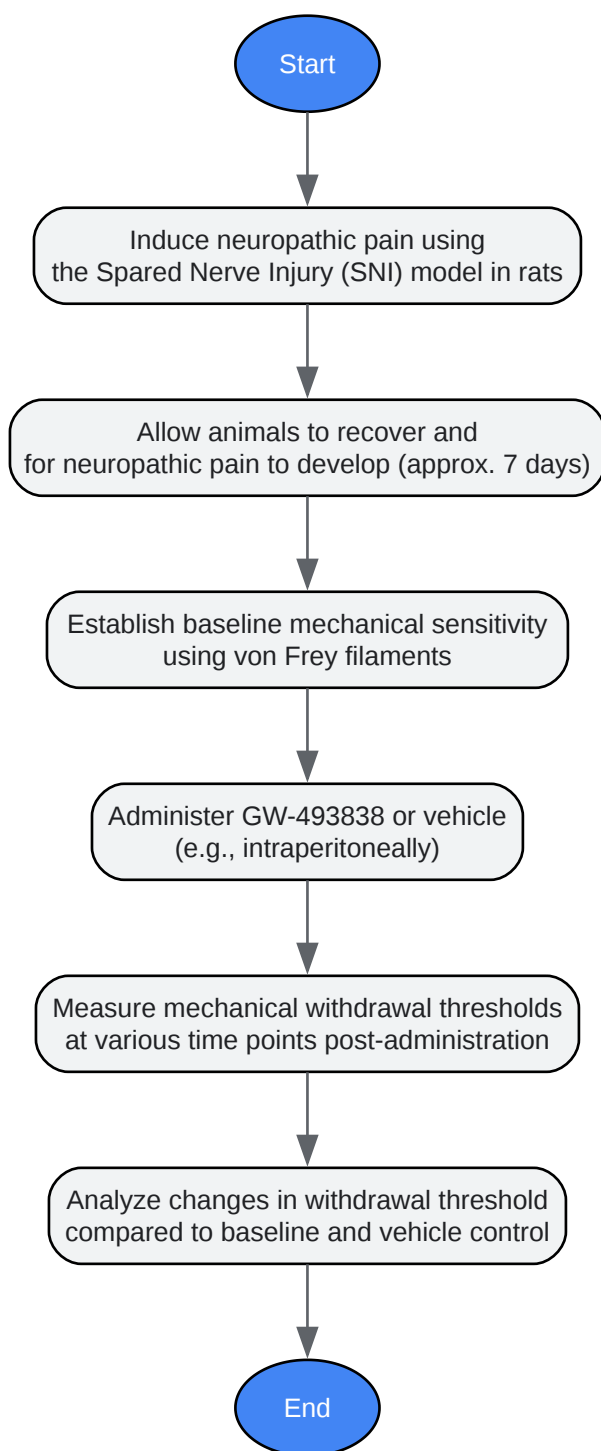 Start
Induce neuropathic pain using
the Spared Nerve Injury (SNI) model in rats
Allow animals to recover and
for neuropathic pain to develop (approx. 7 days)
Establish baseline mechanical sensitivity
using von Frey filaments
Administer GW-493838 or vehicle
(e.g., intraperitoneally)
Measure mechanical withdrawal thresholds
at various time points post-administration
Analyze changes in withdrawal threshold
compared to baseline and vehicle control
End